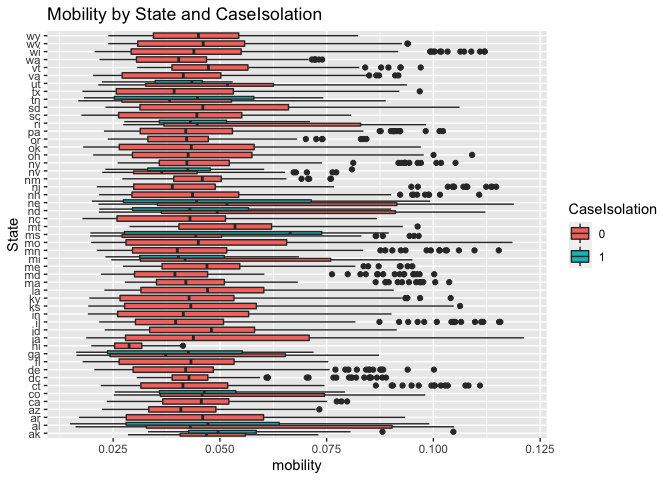 Mobility by State and CaseIsolation
State
wy
wv
wi
wa
vt
va
ut
tx
tn
sd
sc
ri
pa
or
ok
oh
ny
nv
nm
nj
nh
ne
nd
nc
mt
ms
mo
mn
mi
me
md
ma
la
ky
ks
in
il
id
ia
hi
ga
fl
de
dc
ct
co
ca
az
ar
al
ak
0.025 0.050 0.075 0.100 0.125
mobility
CaseIsolation
0
1